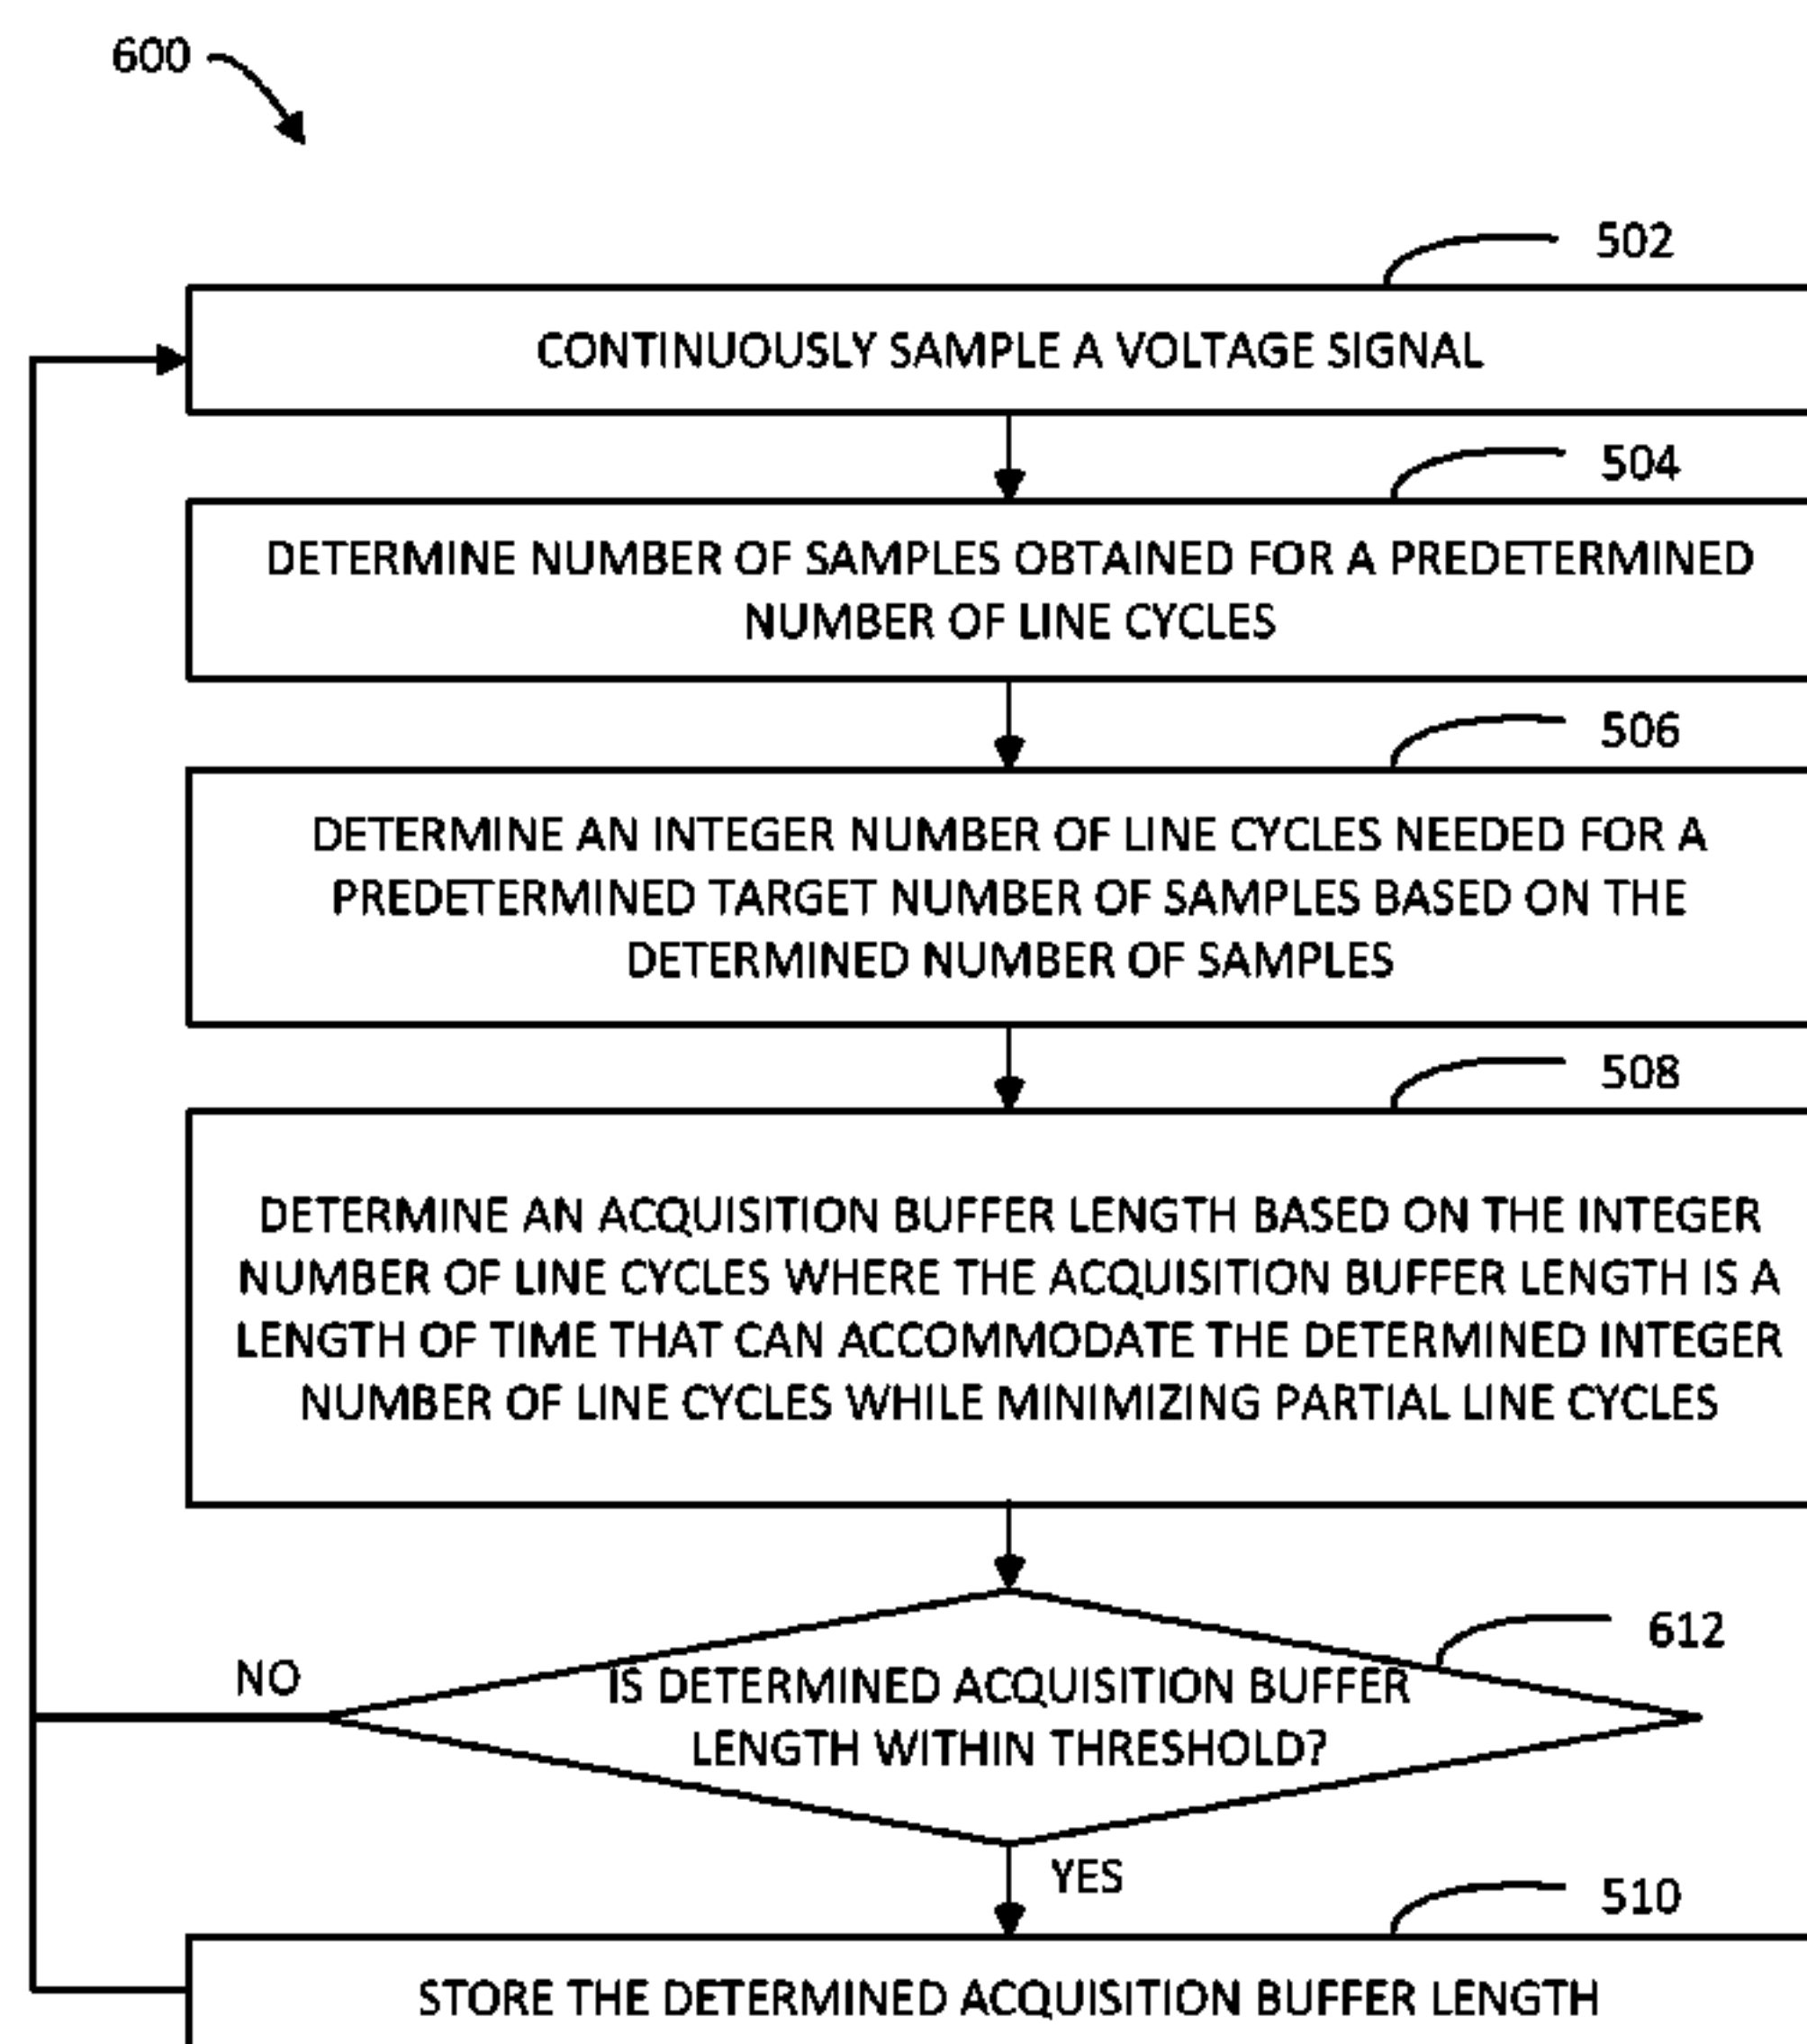 600
502
CONTINUOUSLY SAMPLE A VOLTAGE SIGNAL
504
DETERMINE NUMBER OF SAMPLES OBTAINED FOR A PREDETERMINED
NUMBER OF LINE CYCLES
506
DETERMINE AN INTEGER NUMBER OF LINE CYCLES NEEDED FOR A
PREDETERMINED TARGET NUMBER OF SAMPLES BASED ON THE
DETERMINED NUMBER OF SAMPLES
508
DETERMINE AN ACQUISITION BUFFER LENGTH BASED ON THE INTEGER
NUMBER OF LINE CYCLES WHERE THE ACQUISITION BUFFER LENGTH IS A
LENGTH OF TIME THAT CAN ACCOMMODATE THE DETERMINED INTEGER
NUMBER OF LINE CYCLES WHILE MINIMIZING PARTIAL LINE CYCLES
612
NO
IS DETERMINED ACQUISITION BUFFER
LENGTH WITHIN THRESHOLD?
YES
510
STORE THE DETERMINED ACQUISITION BUFFER LENGTH